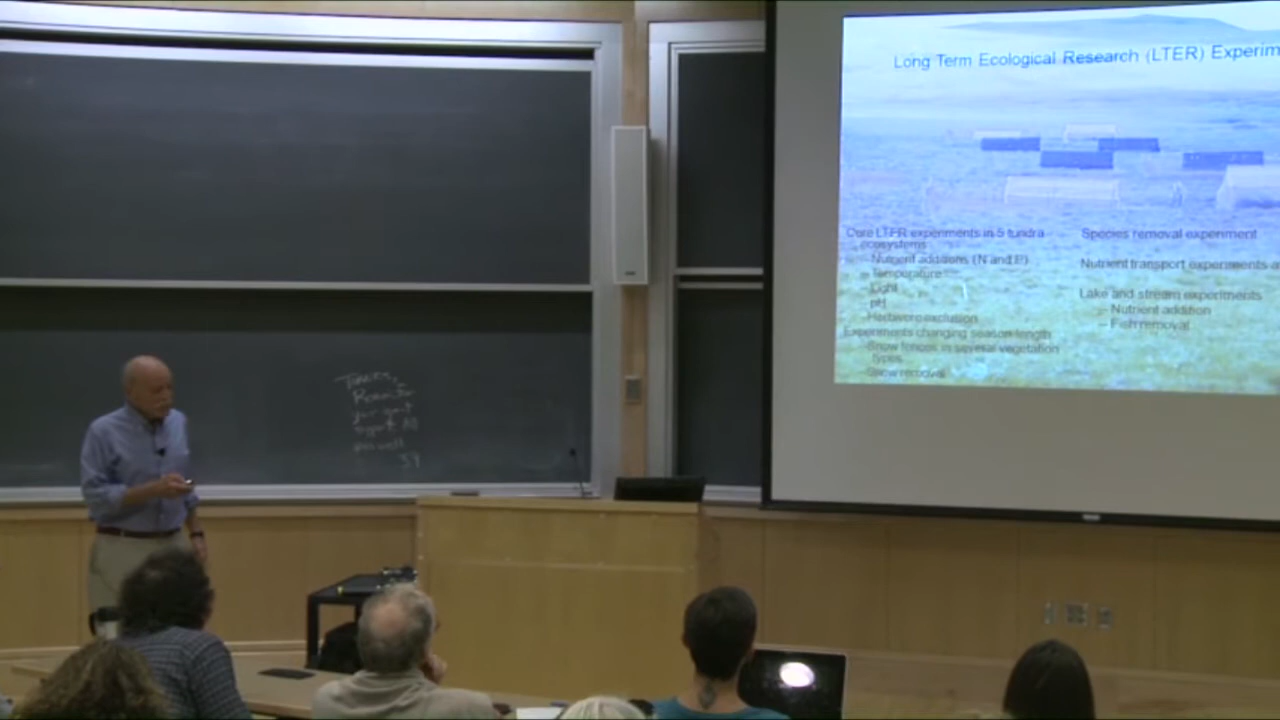 Long Term Ecological Research (LTER) Experim
Core LTER experiments in 5 tundra
ecosystems
– Nutrient additions (N and P)
– Temperature
– Light
– pH
– Herbivore exclusion
Experiments changing season length
– Snow fences in several vegetation
types
– Snow removal
Species removal experiment
Nutrient transport experiments a
Lake and stream experiments
– Nutrient addition
– Fish removal